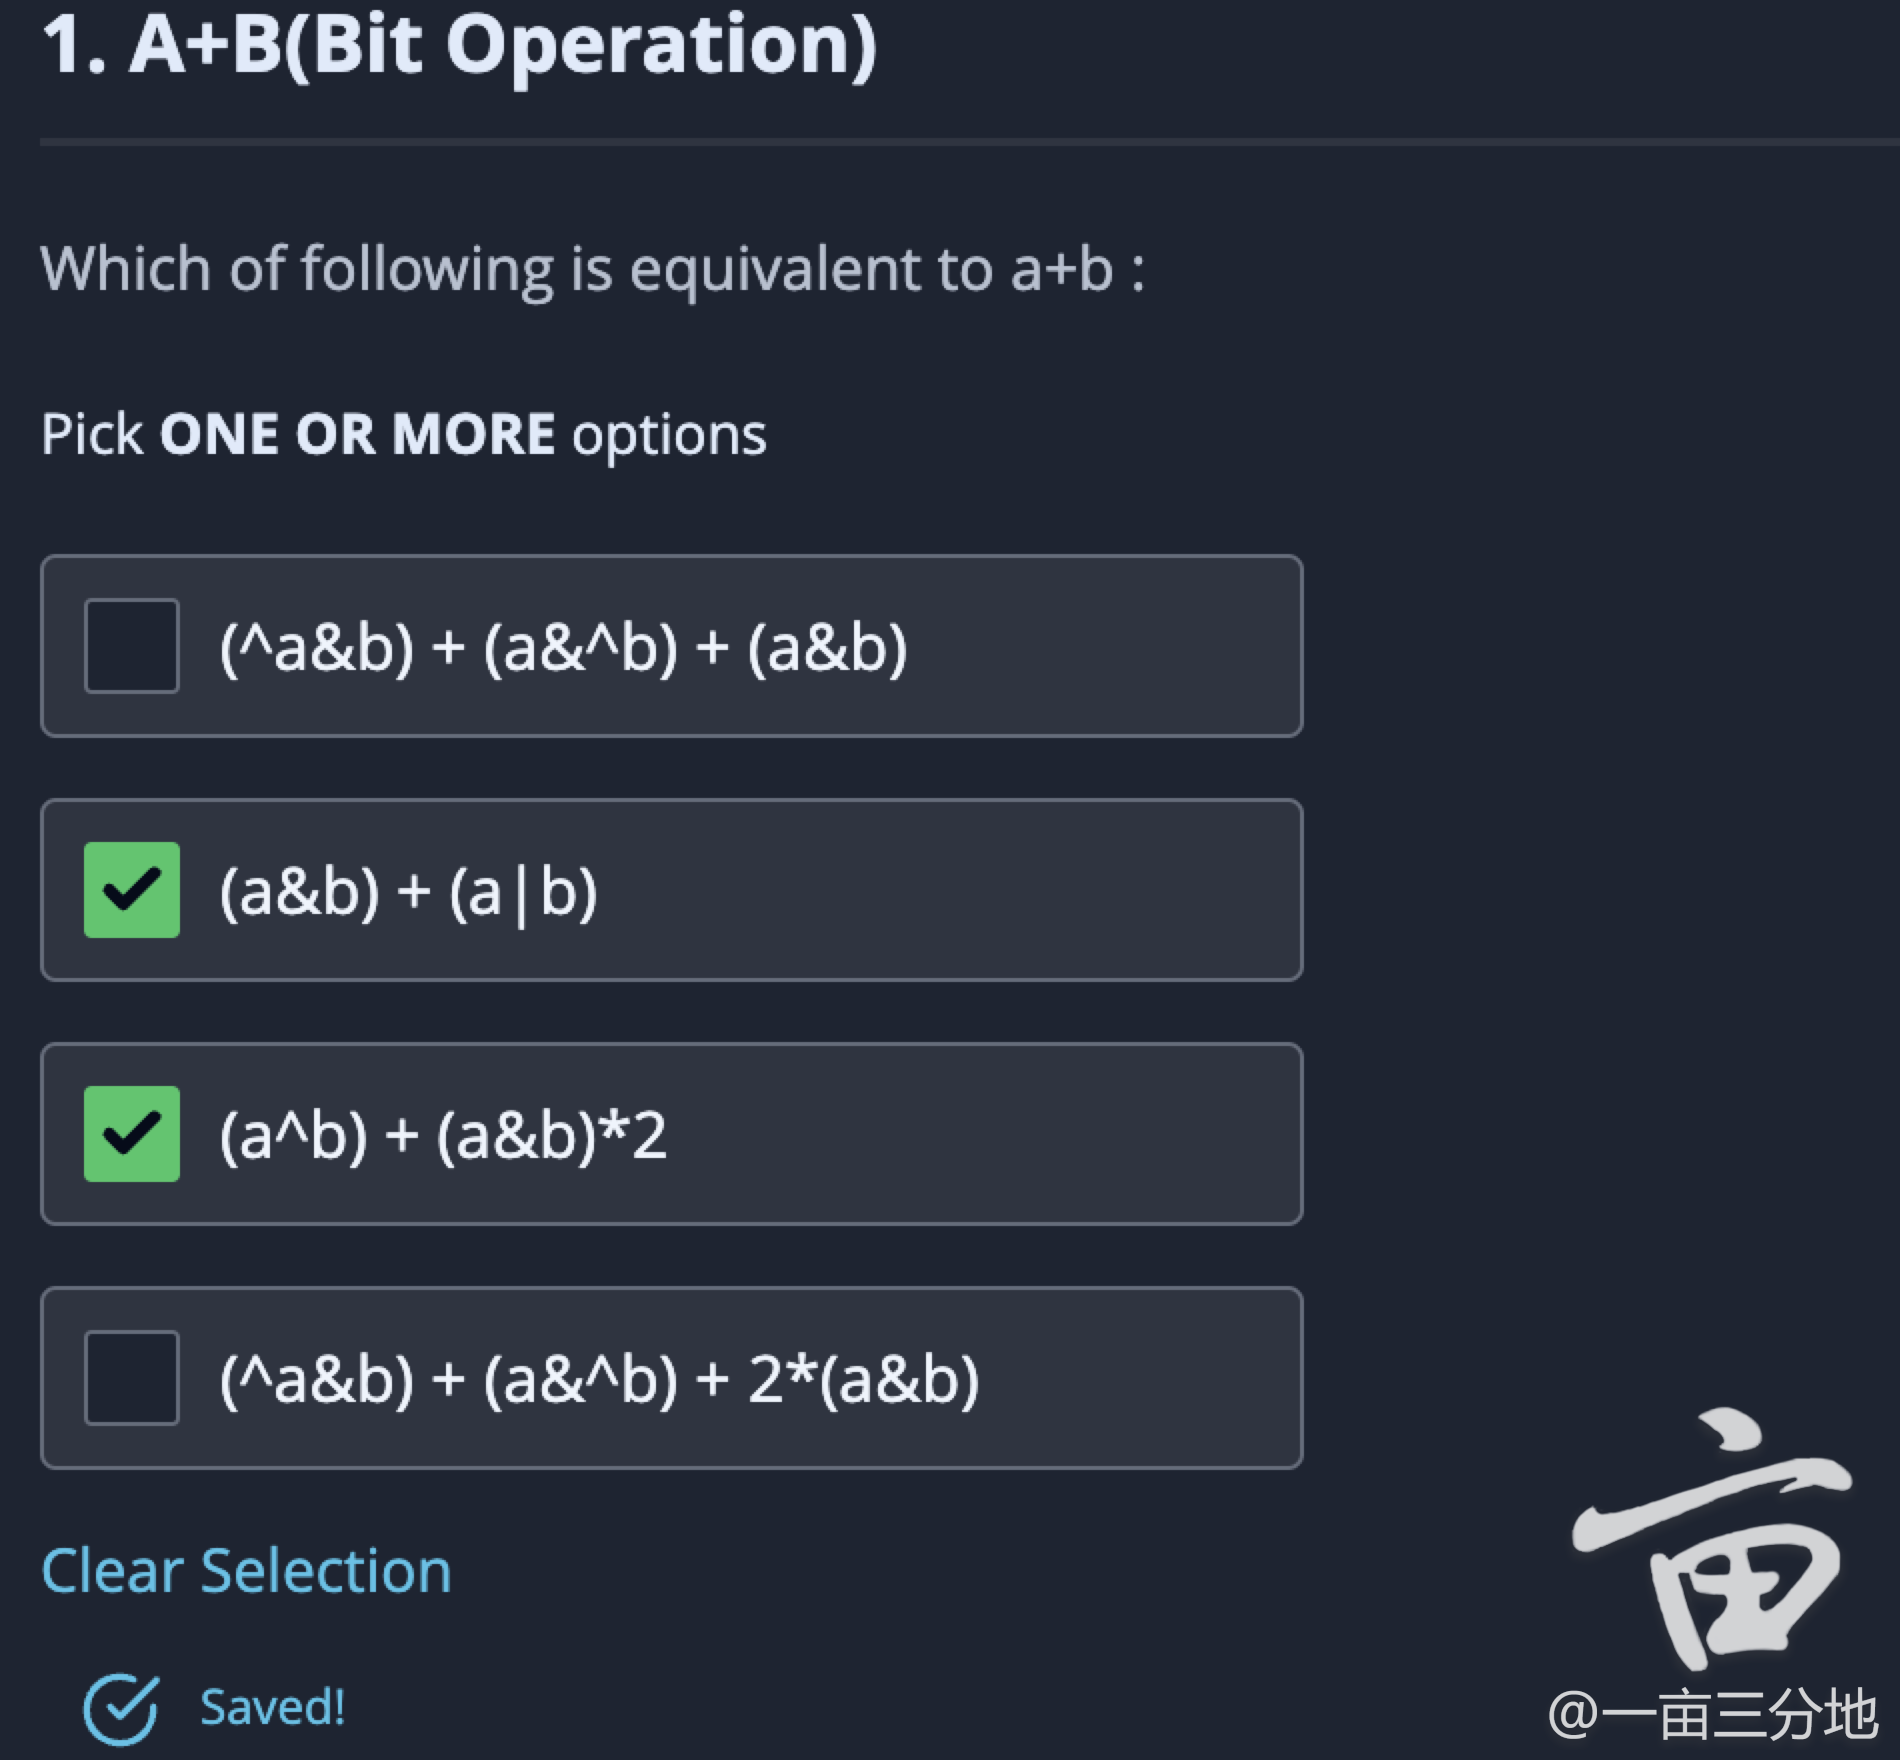 1. A+B(Bit Operation)
Which of following is equivalent to a+b :
Pick ONE OR MORE options
(^a&b) + (a&^b) + (a&b)
(a&b) + (a|b)
(a^b) + (a&b)*2
(^a&b) + (a&^b) + 2*(a&b)
Clear Selection
Saved!
亩
@一亩三分地